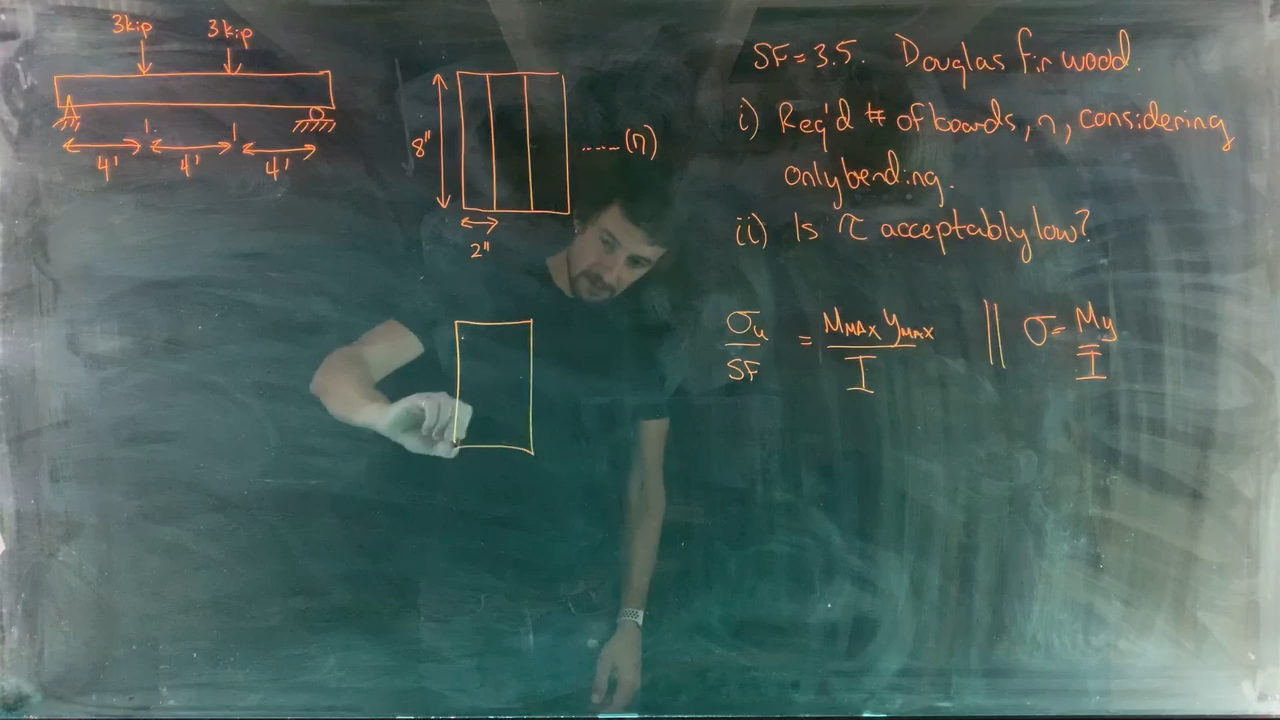 3kip 3kip
4' 4' 4'
8"
2"
.....(n)
SF=3.5. Douglas fir wood.
i) Req'd # of boards, n, considering
only bending.
ii) Is τ acceptably low?
σu/SF = MMAX yMAX/I || σ = My/I